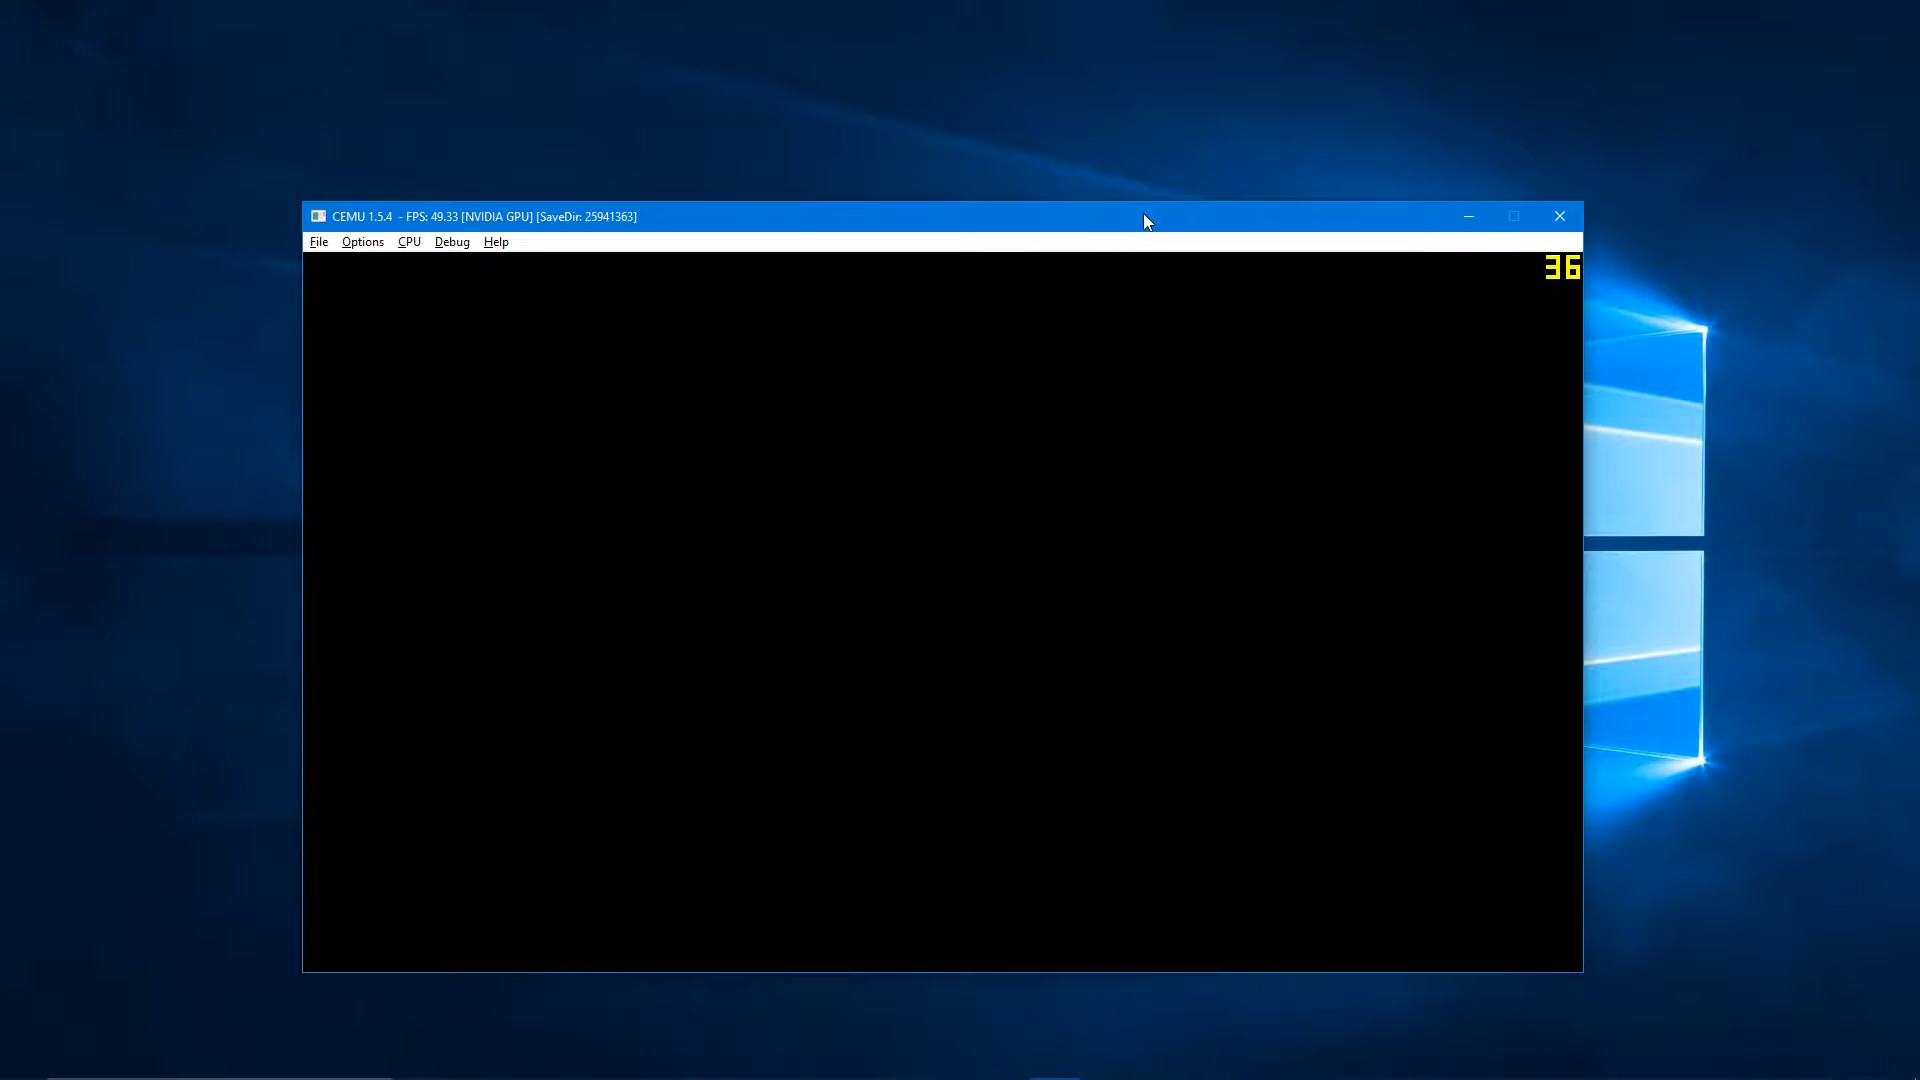 CEMU 1.5.4 - FPS: 49.33 [NVIDIA GPU] [SaveDir: 25941363]
File Options CPU Debug Help
36